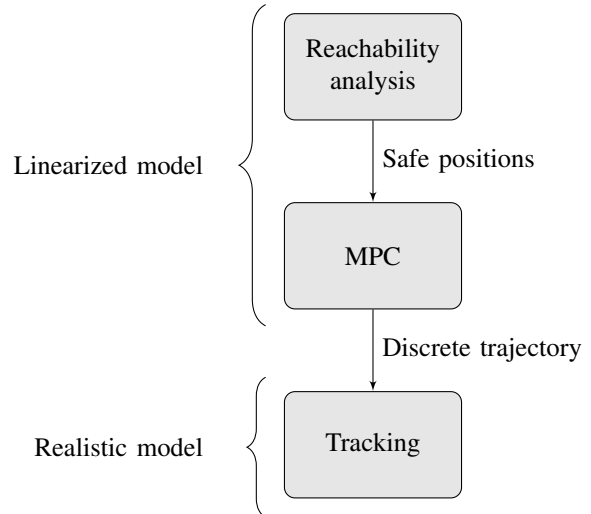 Reachability
analysis
Safe positions
Linearized model
MPC
Discrete trajectory
Realistic model
Tracking